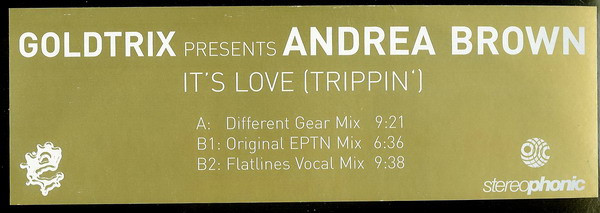 GOLDTRIX PRESENTS ANDREA BROWN
IT'S LOVE (TRIPPIN')
A: Different Gear Mix 9:21
B1: Original EPTN Mix 6:36
B2: Flatlines Vocal Mix 9:38
stereophonic